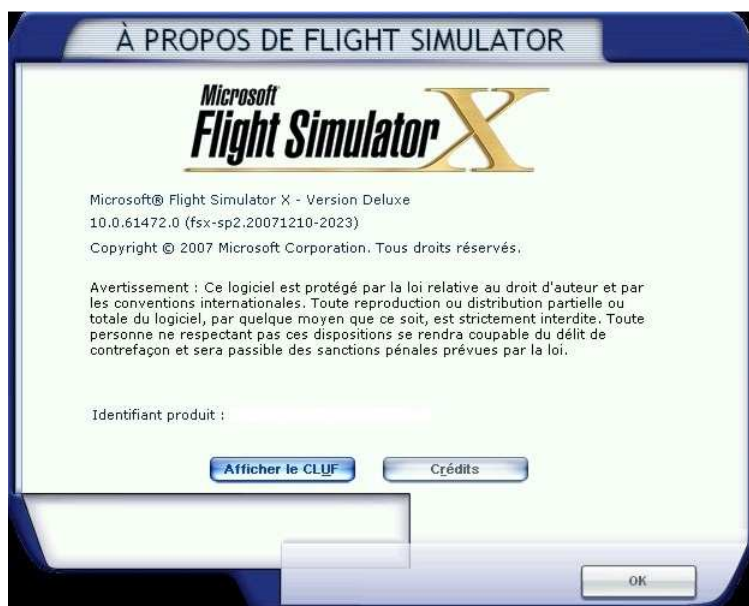 À PROPOS DE FLIGHT SIMULATOR
Microsoft
Flight Simulator X
Microsoft® Flight Simulator X - Version Deluxe
10.0.61472.0 (fsx-sp2.20071210-2023)
Copyright © 2007 Microsoft Corporation. Tous droits réservés.
Avertissement : Ce logiciel est protégé par la loi relative au droit d'auteur et par
les conventions internationales. Toute reproduction ou distribution partielle ou
totale du logiciel, par quelque moyen que ce soit, est strictement interdite. Toute
personne ne respectant pas ces dispositions se rendra coupable du délit de
contrefaçon et sera passible des sanctions pénales prévues par la loi.
Identifiant produit :
Afficher le CLUF
Crédits
OK